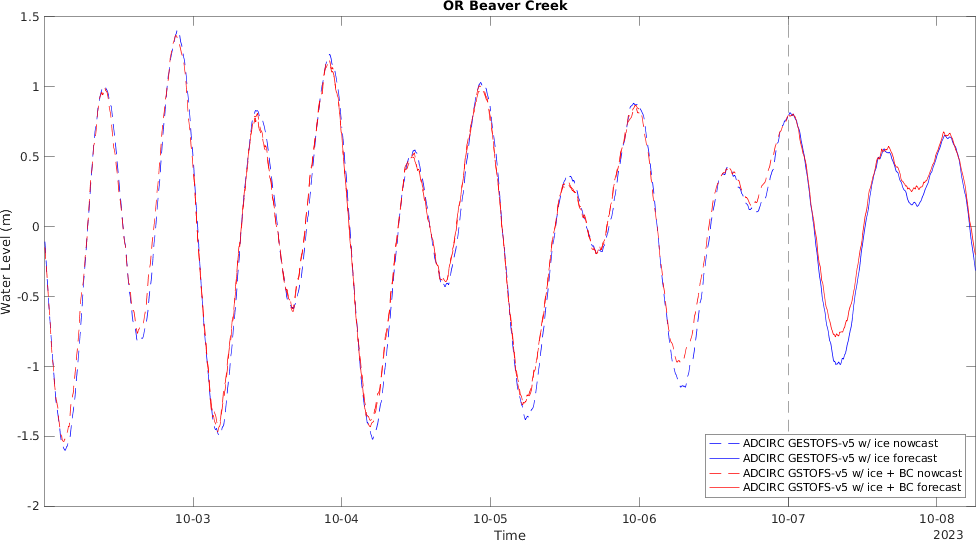 OR Beaver Creek
1.5
1
0.5
0
-0.5
-1
-1.5
-2
Water Level (m)
ADCIRC GESTOFS-v5 w/ ice nowcast
ADCIRC GESTOFS-v5 w/ ice forecast
ADCIRC GSTOFS-v5 w/ ice + BC nowcast
ADCIRC GSTOFS-v5 w/ ice + BC forecast
10-03
10-04
10-05
10-06
10-07
10-08
Time
2023